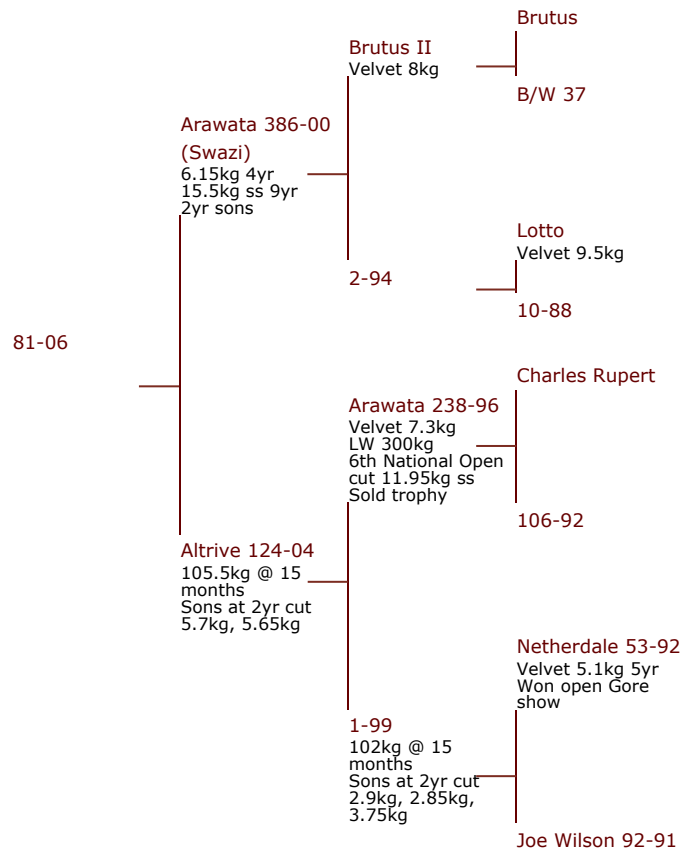 81-06
Arawata 386-00
(Swazi)
6.15kg 4yr
15.5kg ss 9yr
2yr sons
Altrive 124-04
105.5kg @ 15
months
Sons at 2yr cut
5.7kg, 5.65kg
Brutus II
Velvet 8kg
2-94
Arawata 238-96
Velvet 7.3kg
LW 300kg
6th National Open
cut 11.95kg ss
Sold trophy
1-99
102kg @ 15
months
Sons at 2yr cut
2.9kg, 2.85kg,
3.75kg
Brutus
B/W 37
Lotto
Velvet 9.5kg
10-88
Charles Rupert
106-92
Netherdale 53-92
Velvet 5.1kg 5yr
Won open Gore
show
Joe Wilson 92-91